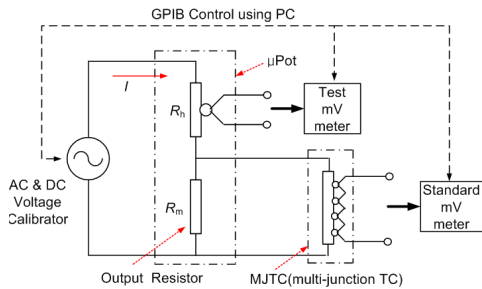 GPIB Control using PC
μPot
I
Rh
Test
mV
meter
AC & DC
Voltage
Calibrator
Rm
Standard
mV
meter
Output Resistor
MJTC(multi-junction TC)